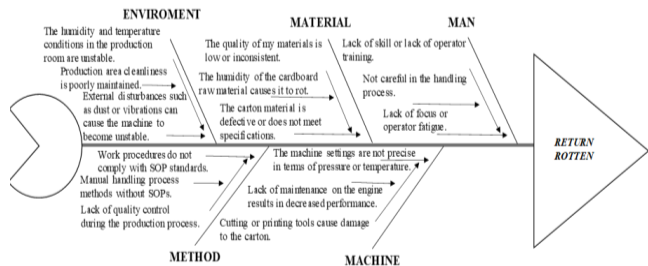 ENVIROMENT
The humidity and temperature
conditions in the production
room are unstable.
Production area cleanliness
is poorly maintained.
External disturbances such
as dust or vibrations can
cause the machine to
become unstable.
MATERIAL
The quality of my materials is
low or inconsistent.
The humidity of the cardboard
raw material causes it to rot.
The carton material is
defective or does not meet
specifications.
MAN
Lack of skill or lack of operator
training.
Not careful in the handling
process.
Lack of focus or
operator fatigue.
RETURN
ROTTEN
Work procedures do not
comply with SOP standards.
Manual handling process
methods without SOPs.
Lack of quality control
during the production process.
METHOD
The machine settings are not precise
in terms of pressure or temperature.
Lack of maintenance on the engine
results in decreased performance.
Cutting or printing tools cause damage
to the carton.
MACHINE